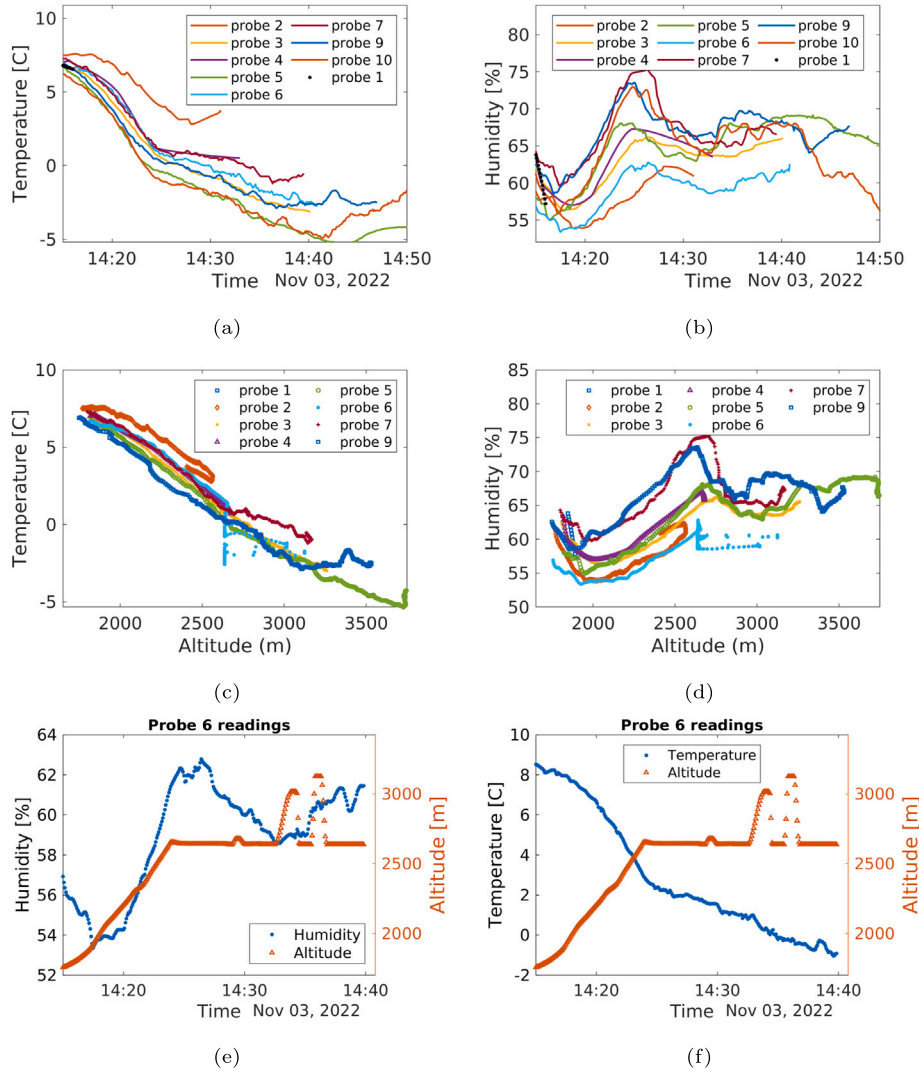 10
5
0
-5
Temperature [C]
probe 2
probe 3
probe 4
probe 5
probe 6
probe 7
probe 9
probe 10
probe 1
14:20
14:30
14:40
14:50
Time
Nov 03, 2022
(a)
80
75
70
65
60
55
Humidity [%]
probe 2
probe 3
probe 4
probe 5
probe 6
probe 7
probe 9
probe 10
probe 1
14:20
14:30
14:40
14:50
Time
Nov 03, 2022
(b)
10
5
0
-5
Temperature [C]
probe 1
probe 2
probe 3
probe 4
probe 5
probe 6
probe 7
probe 9
2000
2500
3000
3500
Altitude (m)
(c)
85
80
75
70
65
60
55
50
Humidity [%]
probe 1
probe 2
probe 3
probe 4
probe 5
probe 6
probe 7
probe 9
2000
2500
3000
3500
Altitude (m)
(d)
Probe 6 readings
64
62
60
58
56
54
52
Humidity [%]
Humidity
Altitude
3000
2500
2000
Altitude [m]
14:20
14:30
14:40
Time
Nov 03, 2022
(e)
Probe 6 readings
10
8
6
4
2
0
-2
Temperature [C]
Temperature
Altitude
3000
2500
2000
Altitude [m]
14:20
14:30
14:40
Time
Nov 03, 2022
(f)